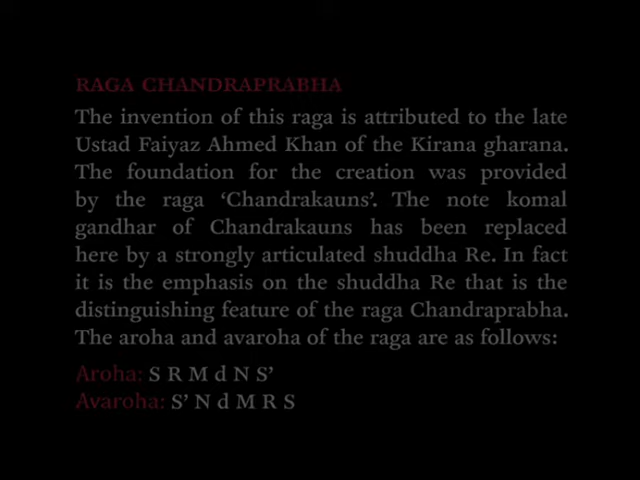 RAGA CHANDRAPRABHA
The invention of this raga is attributed to the late
Ustad Faiyaz Ahmed Khan of the Kirana gharana.
The foundation for the creation was provided
by the raga ‘Chandrakauns’. The note komal
gandhar of Chandrakauns has been replaced
here by a strongly articulated shuddha Re. In fact
it is the emphasis on the shuddha Re that is the
distinguishing feature of the raga Chandraprabha.
The aroha and avaroha of the raga are as follows:
Aroha: S R M d N S’
Avaroha: S’ N d M R S